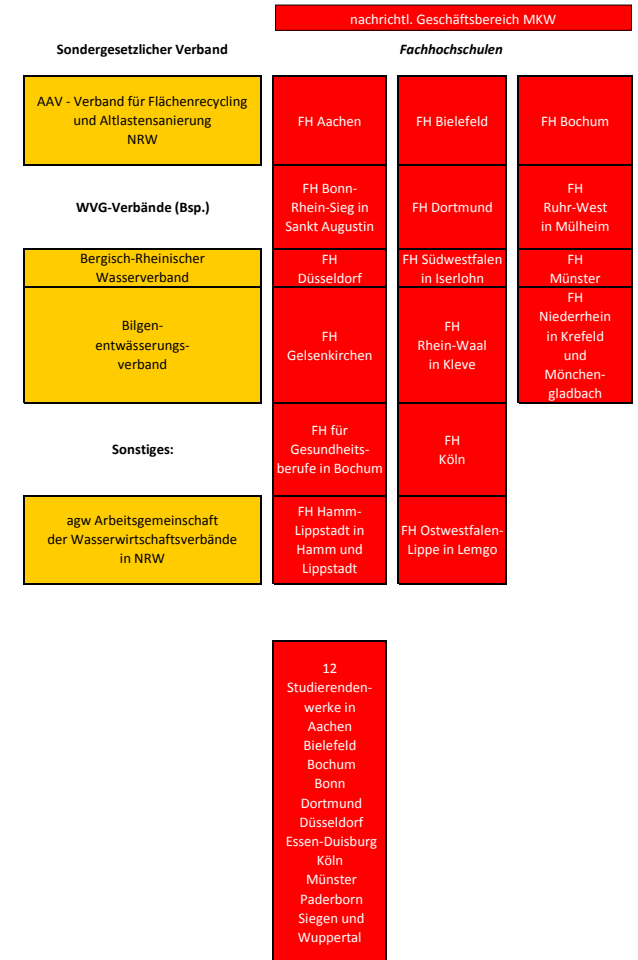 nachrichtl. Geschäftsbereich MKW
Sondergesetzlicher Verband
Fachhochschulen
AAV - Verband für Flächenrecycling
und Altlastensanierung
NRW
FH Aachen
FH Bielefeld
FH Bochum
WVG-Verbände (Bsp.)
FH Bonn-
Rhein-Sieg in
Sankt Augustin
FH Dortmund
FH
Ruhr-West
in Mülheim
Bergisch-Rheinischer
Wasserverband
FH
Düsseldorf
FH Südwestfalen
in Iserlohn
FH
Münster
Bilgen-
entwässerungs-
verband
FH
Gelsenkirchen
FH
Rhein-Waal
in Kleve
FH
Niederrhein
in Krefeld
und
Mönchen-
gladbach
Sonstiges:
FH für
Gesundheits-
berufe in Bochum
FH
Köln
agw Arbeitsgemeinschaft
der Wasserwirtschaftsverbände
in NRW
FH Hamm-
Lippstadt in
Hamm und
Lippstadt
FH Ostwestfalen-
Lippe in Lemgo
12
Studierenden-
werke in
Aachen
Bielefeld
Bochum
Bonn
Dortmund
Düsseldorf
Essen-Duisburg
Köln
Münster
Paderborn
Siegen und
Wuppertal